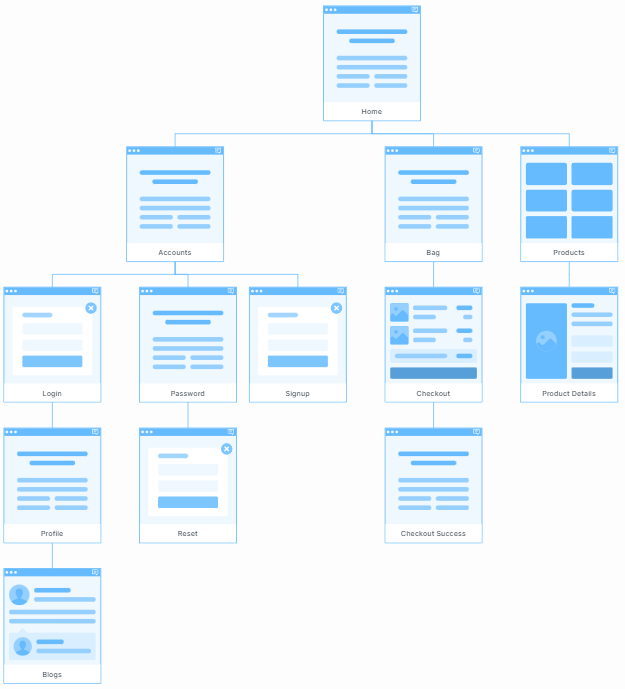 Home
Accounts
Bag
Products
Login
Password
Signup
Checkout
Product Details
Profile
Reset
Checkout Success
Blogs